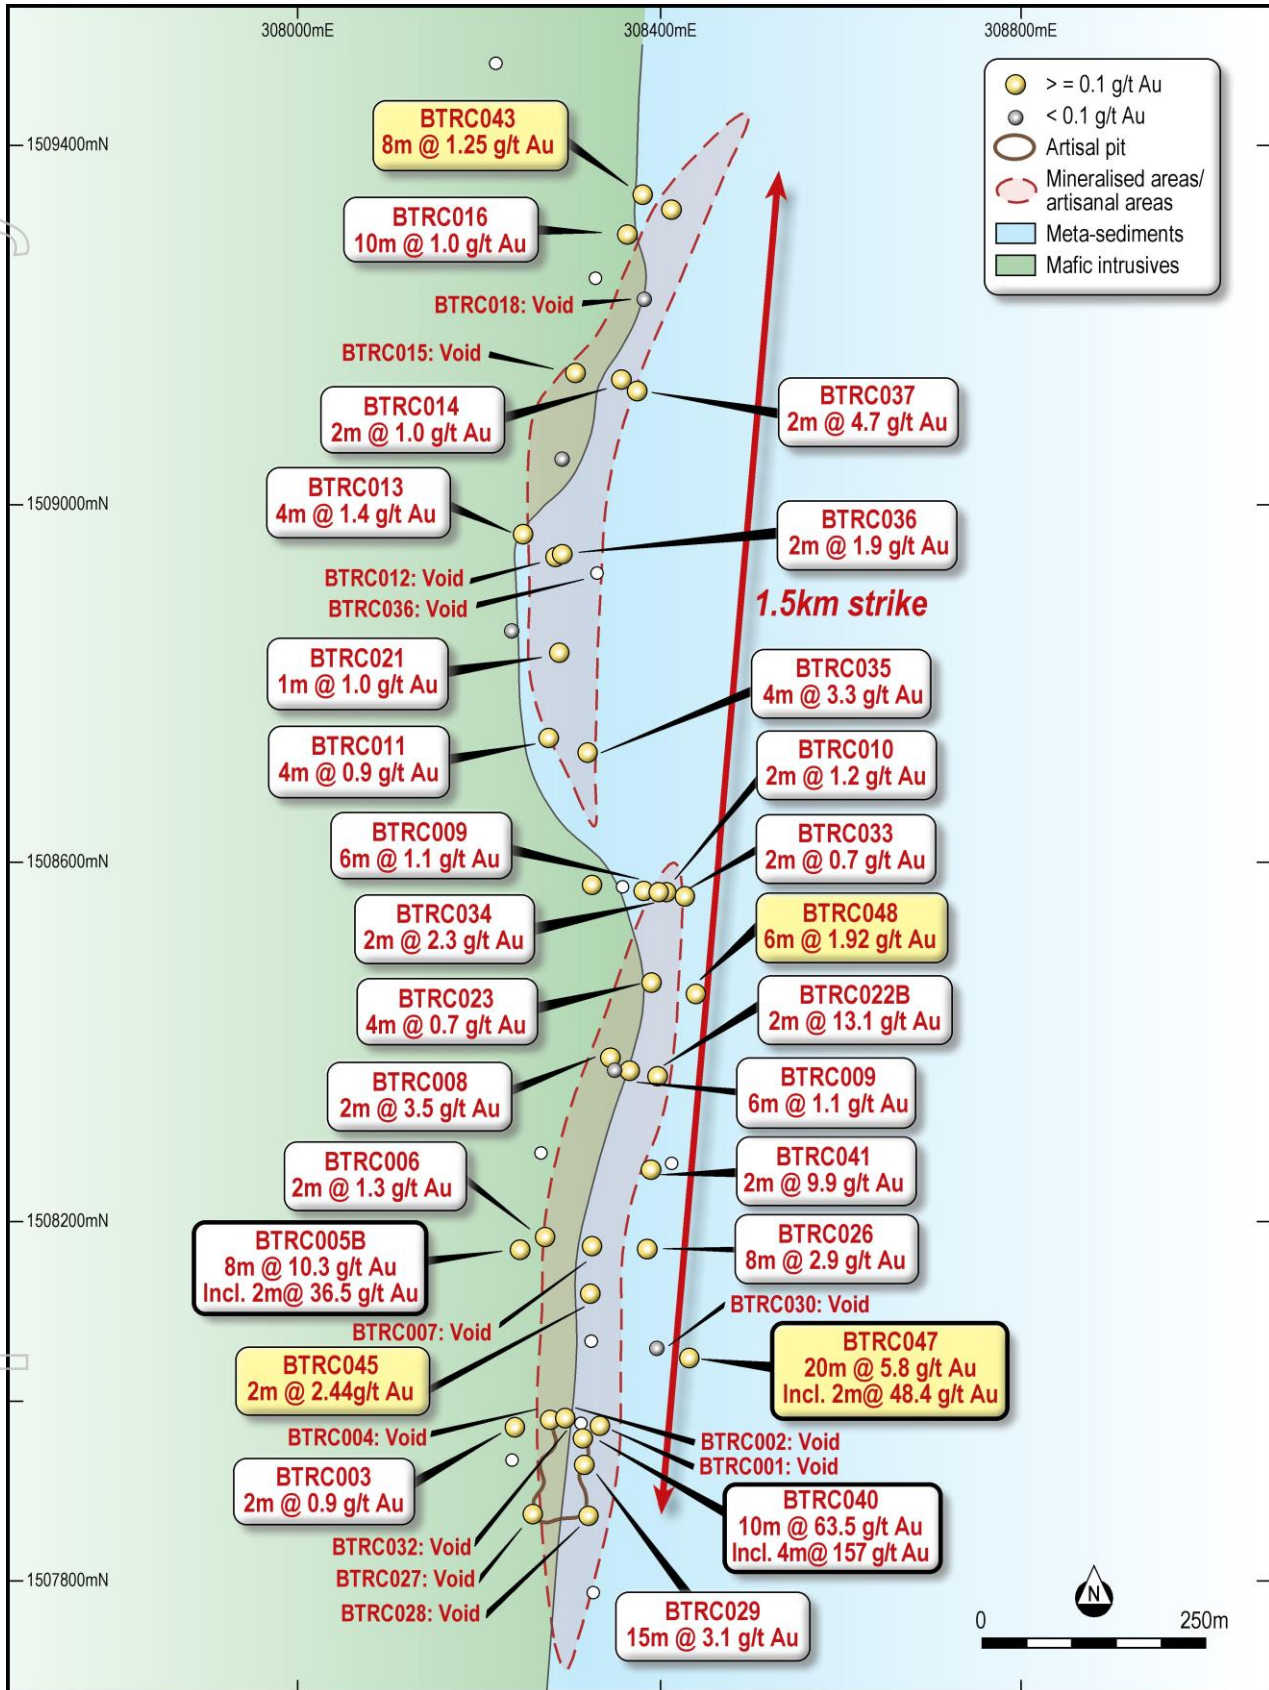 308000mE
308400mE
308800mE
> = 0.1 g/t Au
< 0.1 g/t Au
Artisal pit
Mineralised areas/
artisanal areas
Meta-sediments
Mafic intrusives
1509400mN
BTRC043
8m @ 1.25 g/t Au
BTRC016
10m @ 1.0 g/t Au
BTRC018: Void
BTRC015: Void
BTRC014
2m @ 1.0 g/t Au
BTRC037
2m @ 4.7 g/t Au
BTRC013
4m @ 1.4 g/t Au
1509000mN
BTRC036
2m @ 1.9 g/t Au
BTRC012: Void
BTRC036: Void
1.5km strike
BTRC021
1m @ 1.0 g/t Au
BTRC035
4m @ 3.3 g/t Au
BTRC011
4m @ 0.9 g/t Au
BTRC010
2m @ 1.2 g/t Au
BTRC009
6m @ 1.1 g/t Au
BTRC033
2m @ 0.7 g/t Au
1508600mN
BTRC034
2m @ 2.3 g/t Au
BTRC048
6m @ 1.92 g/t Au
BTRC023
4m @ 0.7 g/t Au
BTRC022B
2m @ 13.1 g/t Au
BTRC008
2m @ 3.5 g/t Au
BTRC009
6m @ 1.1 g/t Au
BTRC006
2m @ 1.3 g/t Au
BTRC041
2m @ 9.9 g/t Au
1508200mN
BTRC005B
8m @ 10.3 g/t Au
Incl. 2m@ 36.5 g/t Au
BTRC026
8m @ 2.9 g/t Au
BTRC030: Void
BTRC007: Void
BTRC045
2m @ 2.44g/t Au
BTRC047
20m @ 5.8 g/t Au
Incl. 2m@ 48.4 g/t Au
BTRC004: Void
BTRC002: Void
BTRC001: Void
BTRC003
2m @ 0.9 g/t Au
BTRC040
10m @ 63.5 g/t Au
Incl. 4m@ 157 g/t Au
BTRC032: Void
BTRC027: Void
1507800mN
BTRC028: Void
BTRC029
15m @ 3.1 g/t Au
N
0
250m